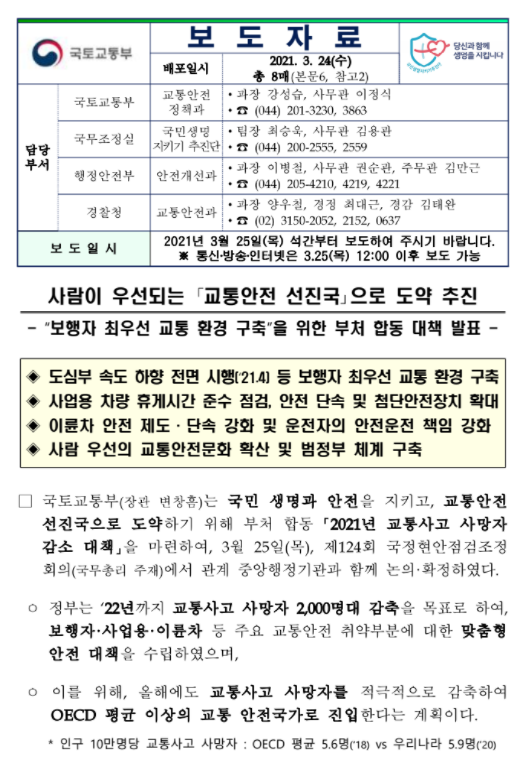 국토교통부
보 도 자 료
당신과 함께
생명을 지킵니다
배포일시
2021. 3. 24(수)
총 8매(본문6, 참고2)
담당
부서
국토교통부
교통안전
정책과
• 과장 강성습, 사무관 이정식
• ☎ (044) 201-3230, 3863
국무조정실
국민생명
지키기 추진단
• 팀장 최승욱, 사무관 김용관
• ☎ (044) 200-2555, 2559
행정안전부
안전개선과
• 과장 이병철, 사무관 권순관, 주무관 김만근
• ☎ (044) 205-4210, 4219, 4221
경찰청
교통안전과
• 과장 양우철, 경정 최대근, 경감 김태완
• ☎ (02) 3150-2052, 2152, 0637
보 도 일 시
2021년 3월 25일(목) 석간부터 보도하여 주시기 바랍니다.
※ 통신·방송·인터넷은 3.25(목) 12:00 이후 보도 가능
사람이 우선되는 「교통안전 선진국」으로 도약 추진
- “보행자 최우선 교통 환경 구축”을 위한 부처 합동 대책 발표 -
◈ 도심부 속도 하향 전면 시행('21.4) 등 보행자 최우선 교통 환경 구축
◈ 사업용 차량 휴게시간 준수 점검, 안전 단속 및 첨단안전장치 확대
◈ 이륜차 안전 제도·단속 강화 및 운전자의 안전운전 책임 강화
◈ 사람 우선의 교통안전문화 확산 및 범정부 체계 구축
□ 국토교통부(장관 변창흠)는 국민 생명과 안전을 지키고, 교통안전
선진국으로 도약하기 위해 부처 합동 「2021년 교통사고 사망자
감소 대책」을 마련하여, 3월 25일(목), 제124회 국정현안점검조정
회의(국무총리 주재)에서 관계 중앙행정기관과 함께 논의·확정하였다.
ㅇ 정부는 ’22년까지 교통사고 사망자 2,000명대 감축을 목표로 하여,
보행자·사업용·이륜차 등 주요 교통안전 취약부분에 대한 맞춤형
안전 대책을 수립하였으며,
ㅇ 이를 위해, 올해에도 교통사고 사망자를 적극적으로 감축하여
OECD 평균 이상의 교통 안전국가로 진입한다는 계획이다.
* 인구 10만명당 교통사고 사망자 : OECD 평균 5.6명('18) vs 우리나라 5.9명('20)